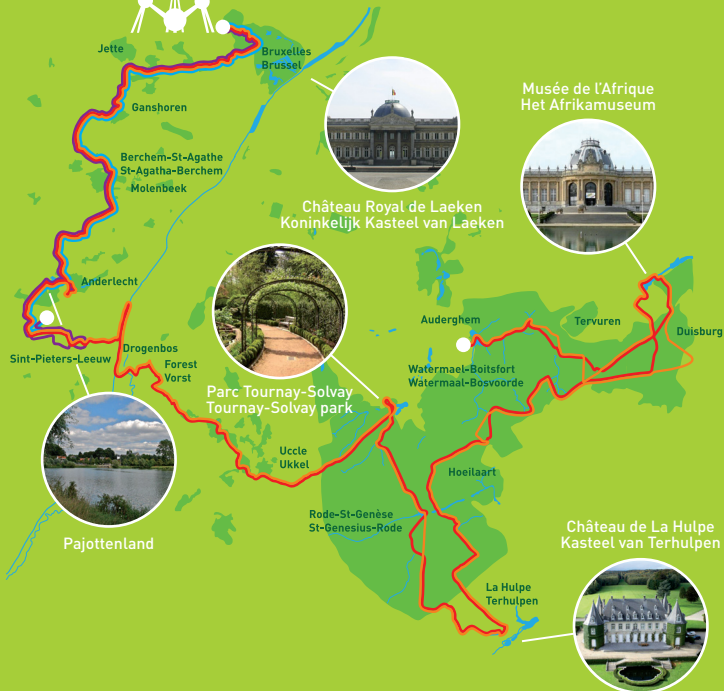 Jette
Bruxelles
Brussel
Ganshoren
Musée de l'Afrique
Het Afrikamuseum
Berchem-St-Agathe
St-Agatha-Berchem
Molenbeek
Château Royal de Laeken
Koninkelijk Kasteel van Laeken
Anderlecht
Auderghem
Tervuren
Duisburg
Sint-Pieters-Leeuw
Drogenbos
Forest
Vorst
Watermael-Boitsfort
Watermaal-Bosvoorde
Parc Tournay-Solvay
Tournay-Solvay park
Uccle
Ukkel
Hoeilaart
Rode-St-Genèse
St-Genesius-Rode
Pajottenland
Château de La Hulpe
Kasteel van Terhulpen
La Hulpe
Terhulpen